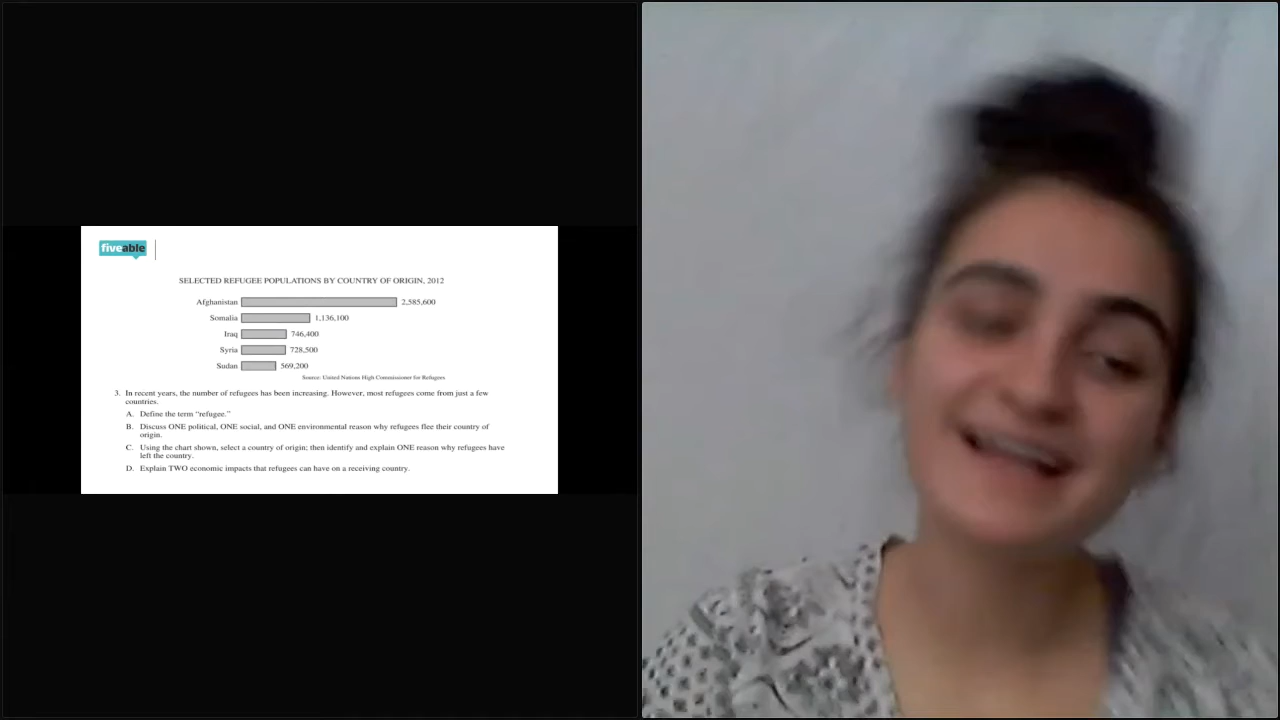 fiveable
SELECTED REFUGEE POPULATIONS BY COUNTRY OF ORIGIN, 2012
Afghanistan 2,585,600
Somalia 1,136,100
Iraq 746,400
Syria 728,500
Sudan 569,200
Source: United Nations High Commissioner for Refugees
3. In recent years, the number of refugees has been increasing. However, most refugees come from just a few
countries.
A. Define the term “refugee.”
B. Discuss ONE political, ONE social, and ONE environmental reason why refugees flee their country of
origin.
C. Using the chart shown, select a country of origin; then identify and explain ONE reason why refugees have
left the country.
D. Explain TWO economic impacts that refugees can have on a receiving country.